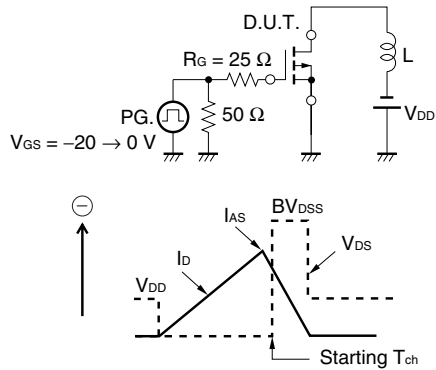 D.U.T.
RG = 25 Ω
L
PG.
50 Ω
VDD
VGS = −20 → 0 V
−
BVDSS
IAS
ID
VDS
VDD
Starting Tch